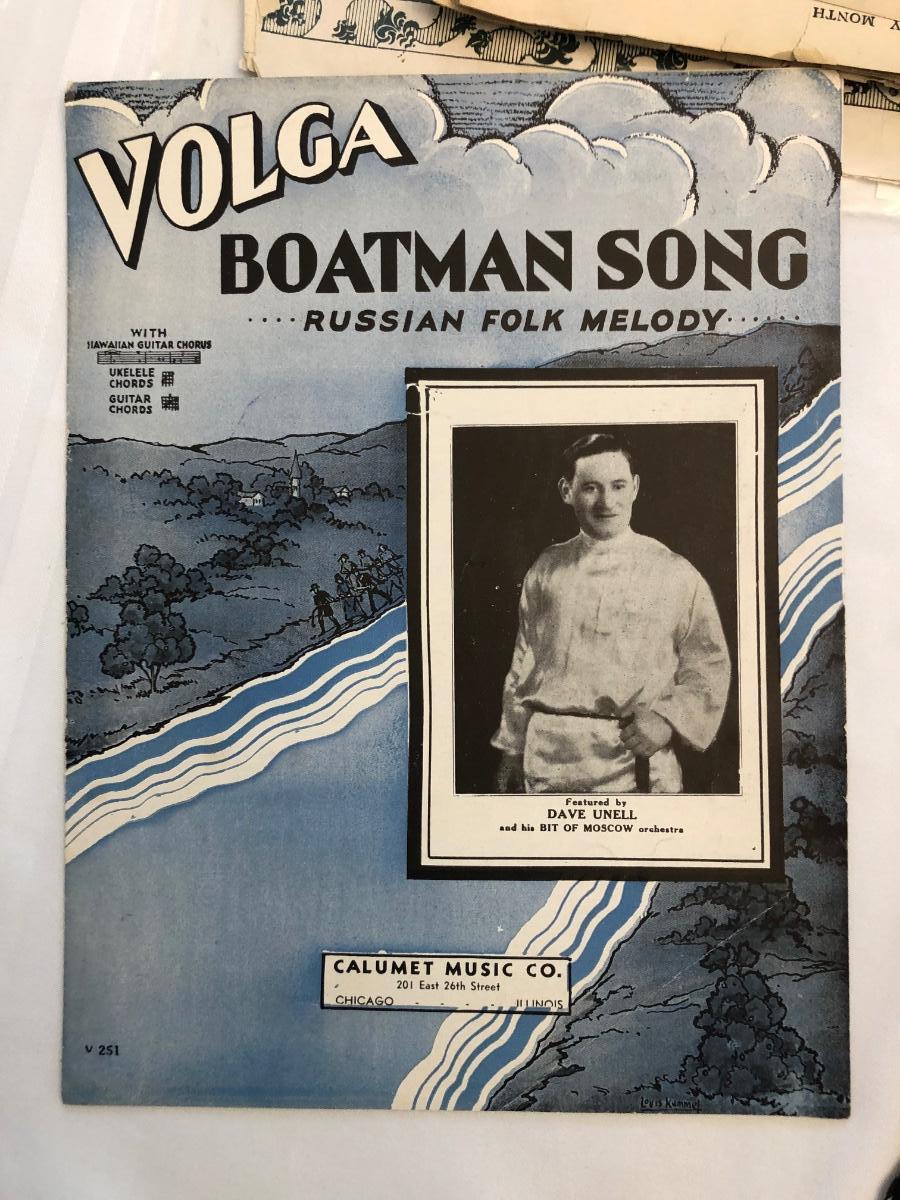 MONTH
VOLGA
BOATMAN SONG
····RUSSIAN FOLK MELODY······
WITH
HAWAIIAN GUITAR CHORUS
UKELELE
CHORDS
GUITAR
CHORDS
Featured by
DAVE UNELL
and his BIT OF MOSCOW orchestra
CALUMET MUSIC CO.
201 East 26th Street
CHICAGO - - - - ILLINOIS
V 251
Louis Kummel